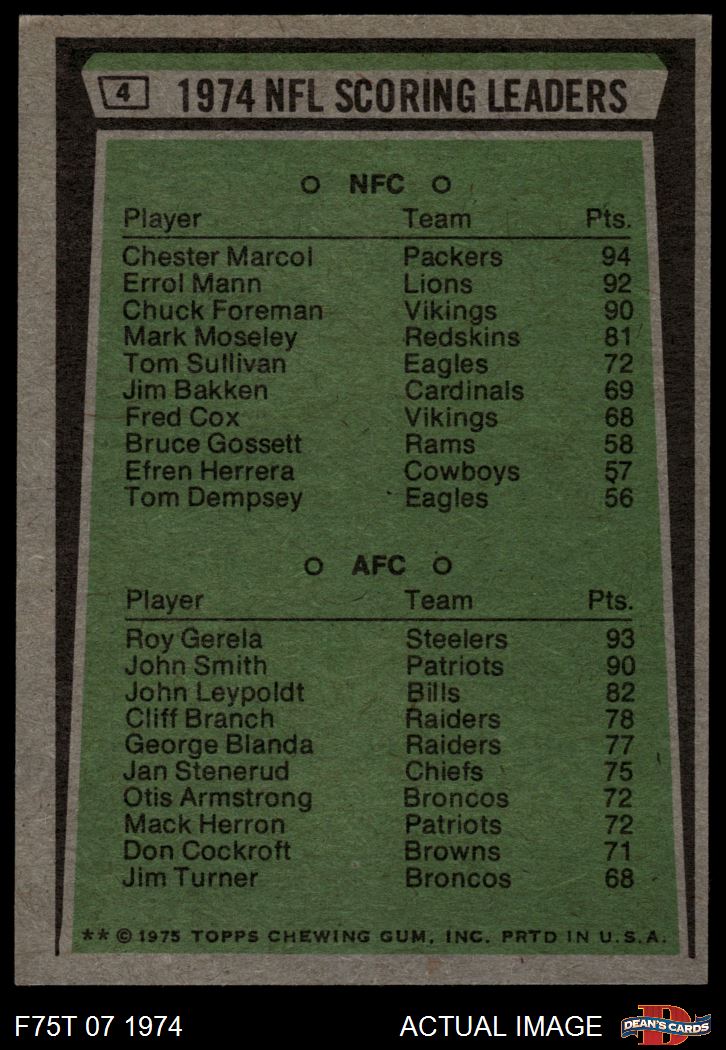 4 1974 NFL SCORING LEADERS
O NFC O
Player Team Pts.
Chester Marcol Packers 94
Errol Mann Lions 92
Chuck Foreman Vikings 90
Mark Moseley Redskins 81
Tom Sullivan Eagles 72
Jim Bakken Cardinals 69
Fred Cox Vikings 68
Bruce Gossett Rams 58
Efren Herrera Cowboys 57
Tom Dempsey Eagles 56
O AFC O
Player Team Pts.
Roy Gerela Steelers 93
John Smith Patriots 90
John Leypoldt Bills 82
Cliff Branch Raiders 78
George Blanda Raiders 77
Jan Stenerud Chiefs 75
Otis Armstrong Broncos 72
Mack Herron Patriots 72
Don Cockroft Browns 71
Jim Turner Broncos 68
** © 1975 TOPPS CHEWING GUM, INC. PRTD IN U.S.A.
F75T 07 1974 ACTUAL IMAGE D DEAN'S CARDS